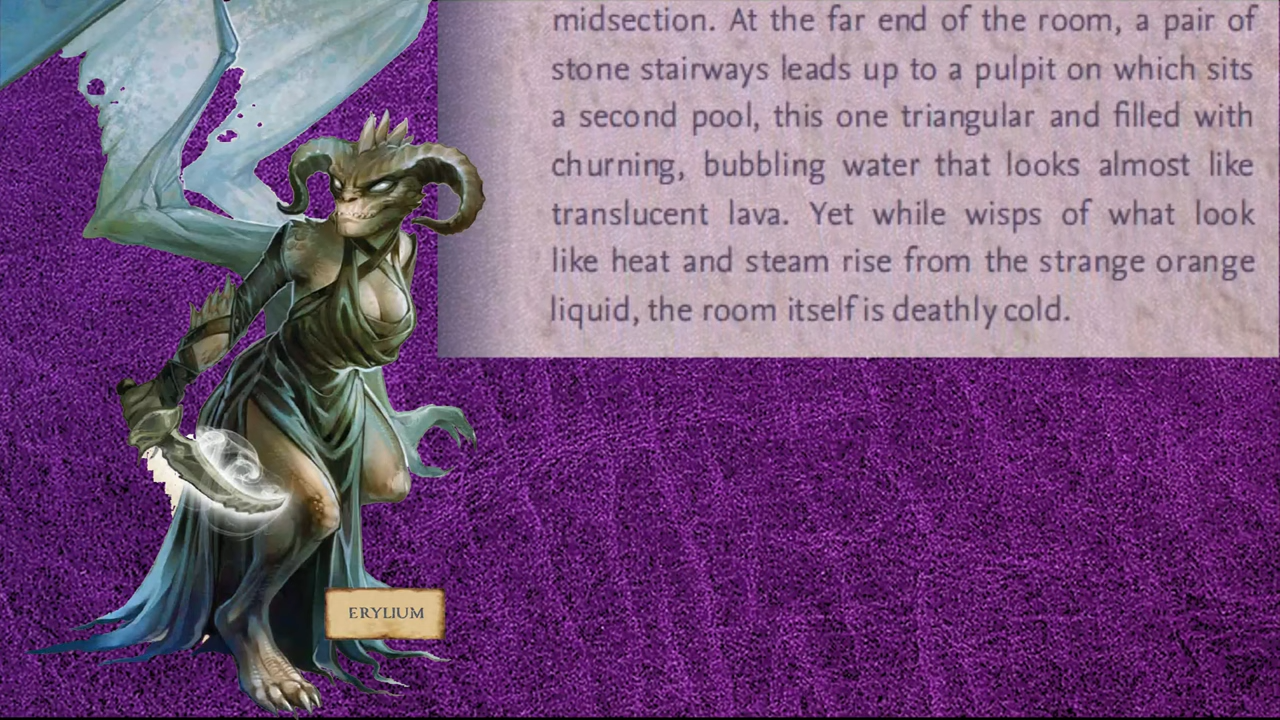 midsection. At the far end of the room, a pair of
stone stairways leads up to a pulpit on which sits
a second pool, this one triangular and filled with
churning, bubbling water that looks almost like
translucent lava. Yet while wisps of what look
like heat and steam rise from the strange orange
liquid, the room itself is deathly cold.
ERYLIUM